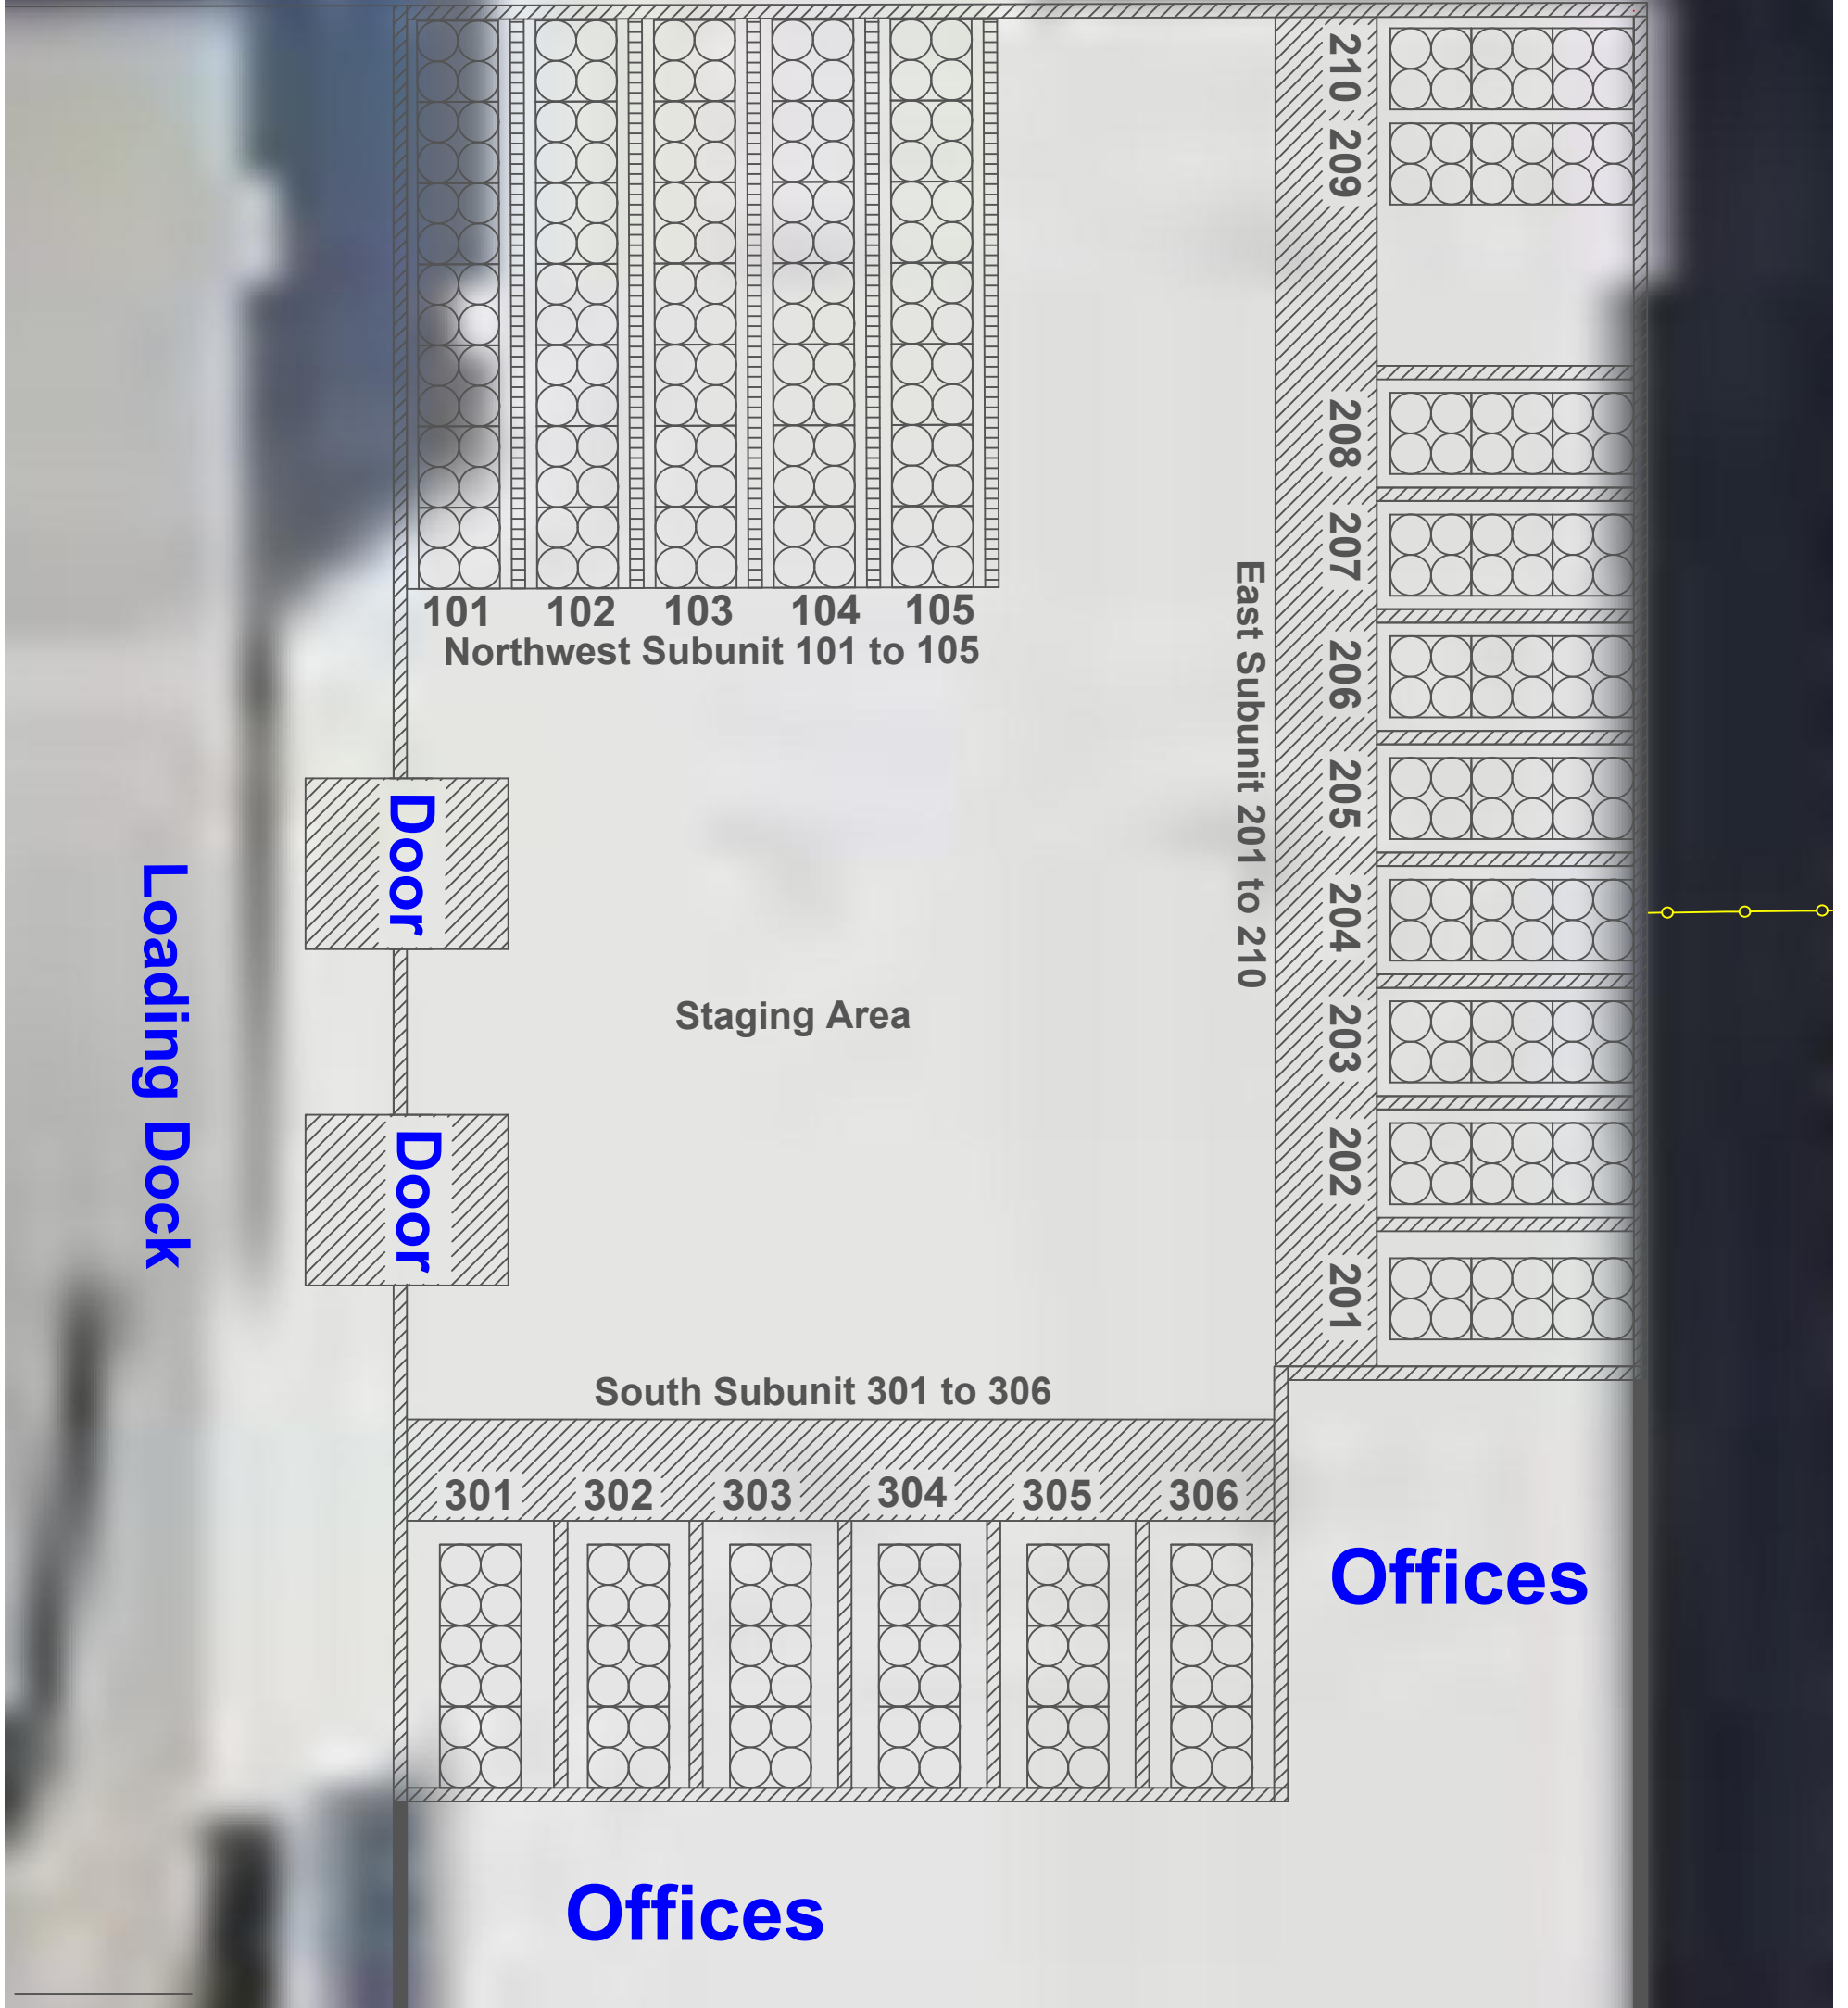 210
209
208
207
206
205
204
203
202
201
East Subunit 201 to 210
101 102 103 104 105
Northwest Subunit 101 to 105
Door
Loading Dock
Staging Area
Door
South Subunit 301 to 306
301 302 303 304 305 306
Offices
Offices